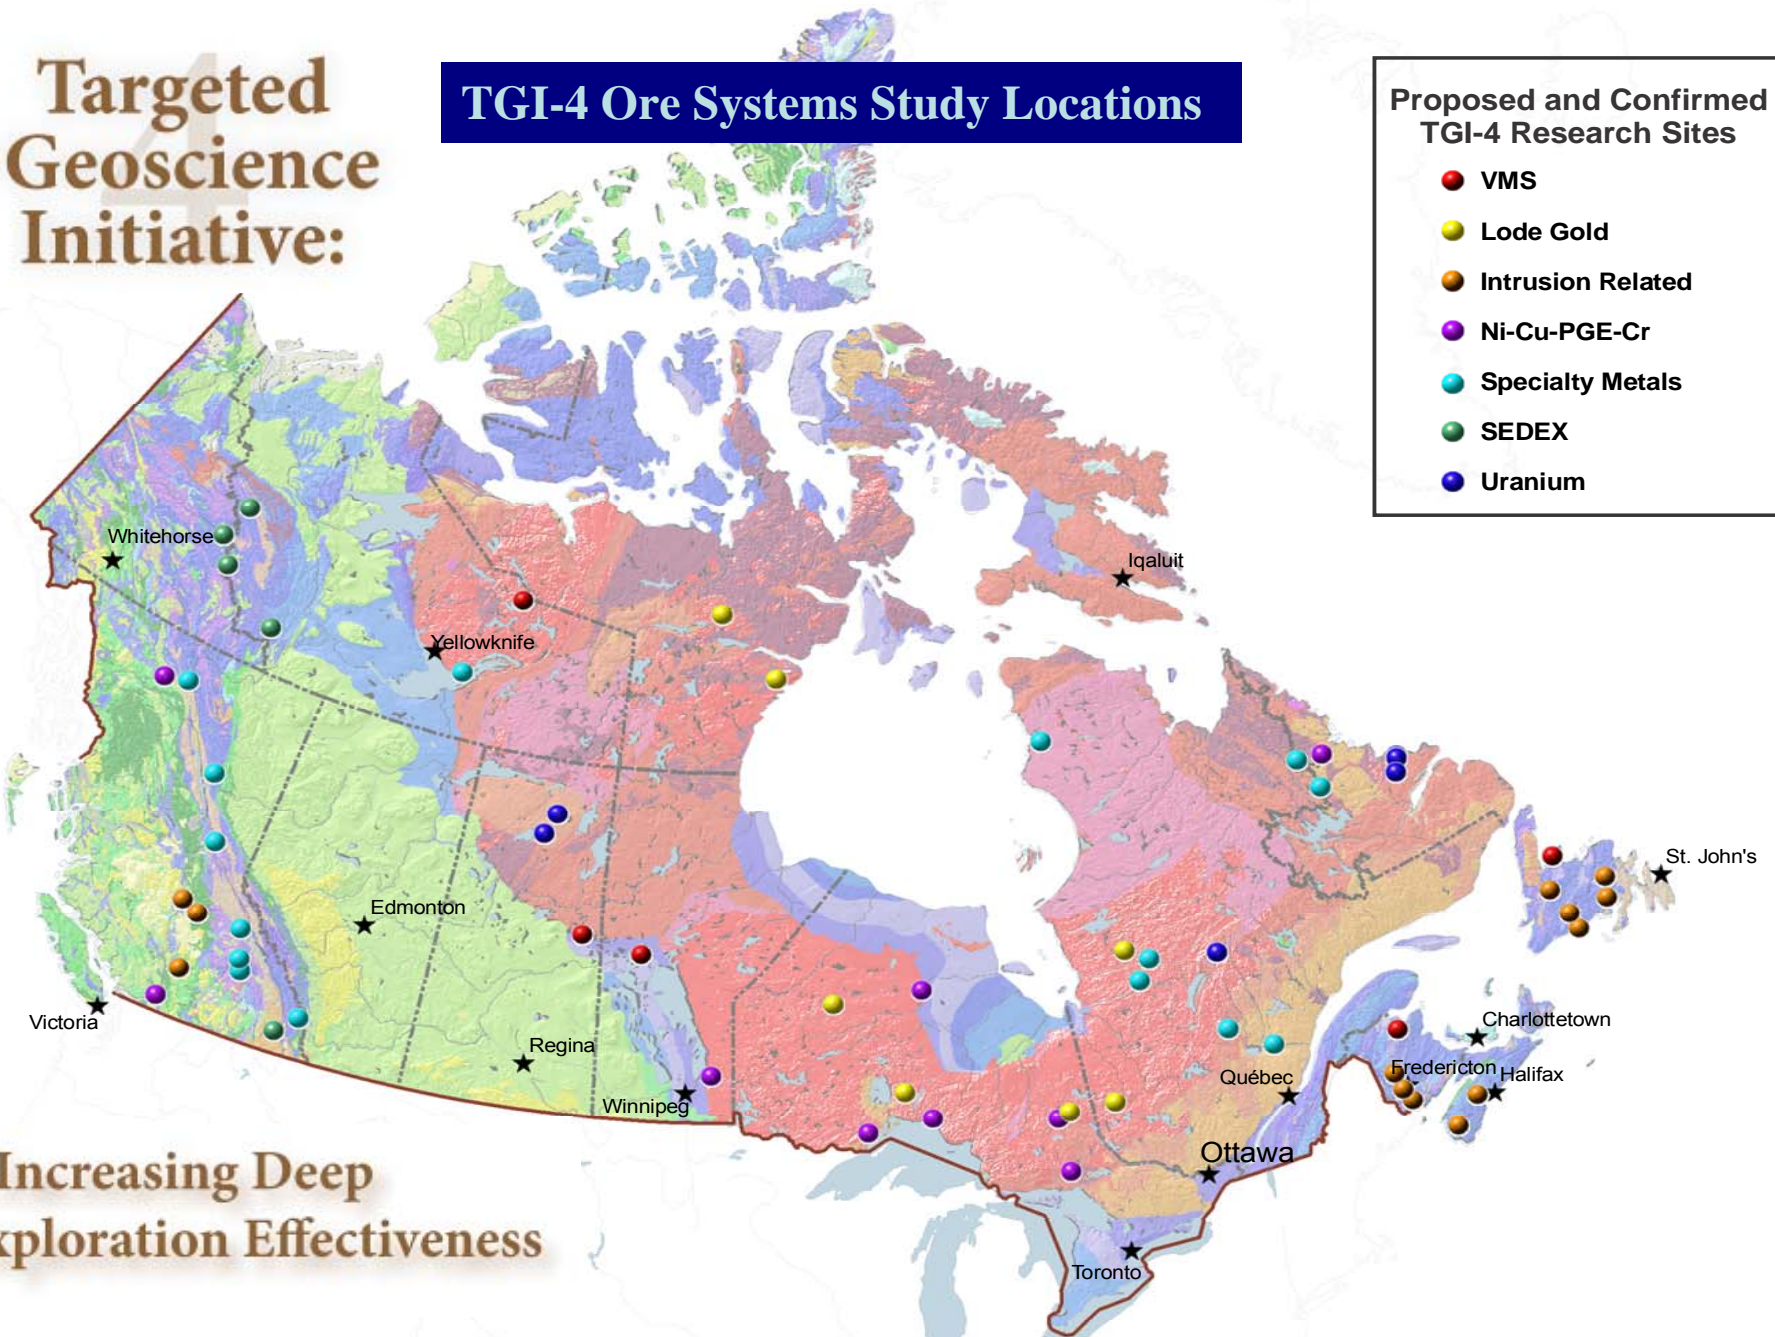 4
Targeted
Geoscience
Initiative:
TGI-4 Ore Systems Study Locations
Proposed and Confirmed
TGI-4 Research Sites
VMS
Lode Gold
Intrusion Related
Ni-Cu-PGE-Cr
Specialty Metals
SEDEX
Uranium
Whitehorse
Iqaluit
Yellowknife
St. John's
Edmonton
Victoria
Charlottetown
Regina
Fredericton
Halifax
Québec
Winnipeg
Ottawa
Toronto
Increasing Deep
xploration Effectiveness